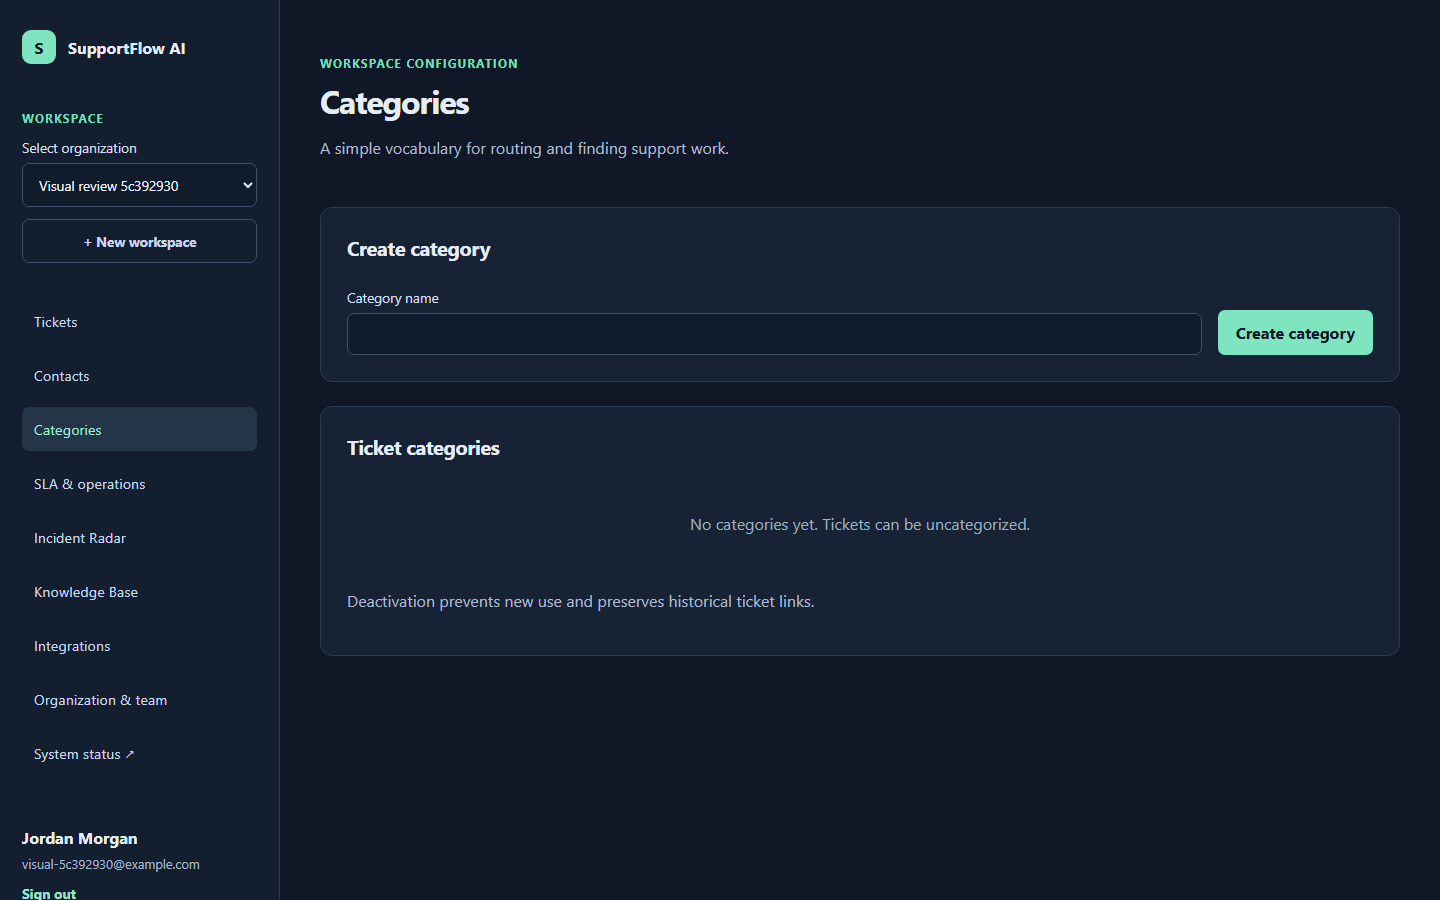 S
SupportFlow AI
WORKSPACE
Select organization
Visual review 5c392930
+ New workspace
Tickets
Contacts
Categories
SLA & operations
Incident Radar
Knowledge Base
Integrations
Organization & team
System status ↗
Jordan Morgan
visual-5c392930@example.com
Sign out
WORKSPACE CONFIGURATION
Categories
A simple vocabulary for routing and finding support work.
Create category
Category name
Create category
Ticket categories
No categories yet. Tickets can be uncategorized.
Deactivation prevents new use and preserves historical ticket links.